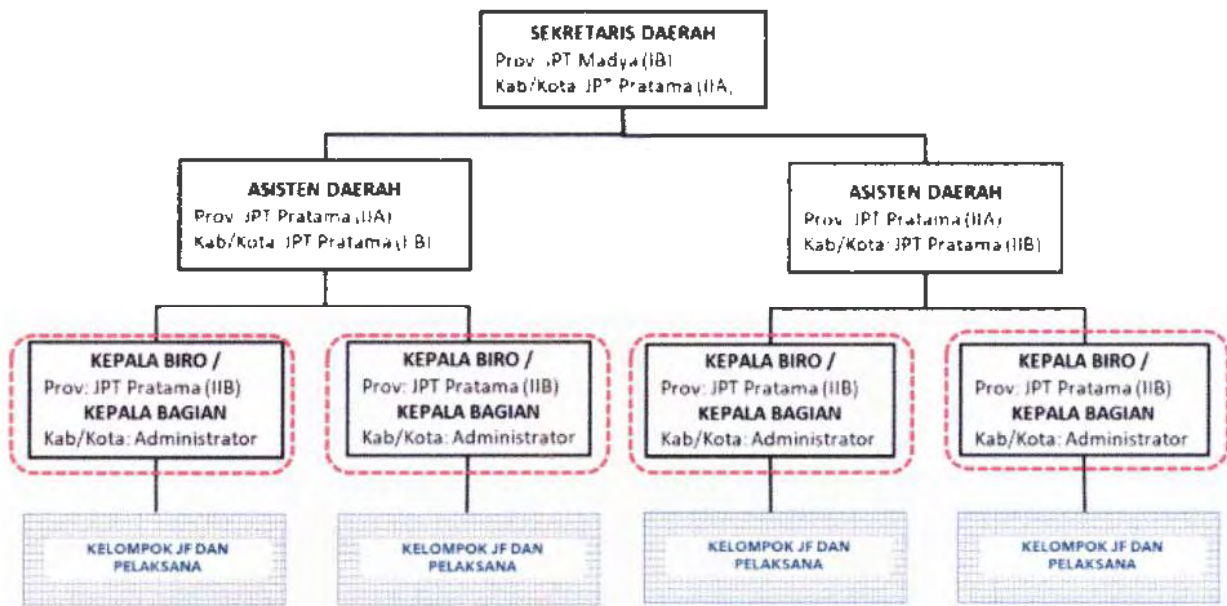 SEKRETARIS DAERAH
Prov: JPT Madya (IB)
Kab/Kota JPT Pratama (IIA)
ASISTEN DAERAH
Prov: JPT Pratama (IIA)
Kab/Kota: JPT Pratama (IIB)
ASISTEN DAERAH
Prov: JPT Pratama (IIA)
Kab/Kota: JPT Pratama (IIB)
KEPALA BIRO /
Prov: JPT Pratama (IIB)
KEPALA BAGIAN
Kab/Kota: Administrator
KEPALA BIRO /
Prov: JPT Pratama (IIB)
KEPALA BAGIAN
Kab/Kota: Administrator
KEPALA BIRO /
Prov: JPT Pratama (IIB)
KEPALA BAGIAN
Kab/Kota: Administrator
KEPALA BIRO /
Prov: JPT Pratama (IIB)
KEPALA BAGIAN
Kab/Kota: Administrator
KELOMPOK JF DAN
PELAKSANA
KELOMPOK JF DAN
PELAKSANA
KELOMPOK JF DAN
PELAKSANA
KELOMPOK JF DAN
PELAKSANA